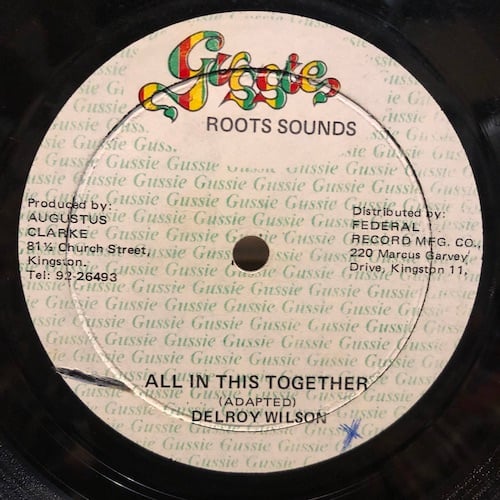 Gussie
ROOTS SOUNDS
Produced by:
AUGUSTUS
CLARKE
81½ Church Street,
Kingston.
Tel: 92-26493
Distributed by:
FEDERAL
RECORD MFG. CO.,
220 Marcus Garvey
Drive, Kingston 11,
ALL IN THIS TOGETHER
(ADAPTED)
DELROY WILSON